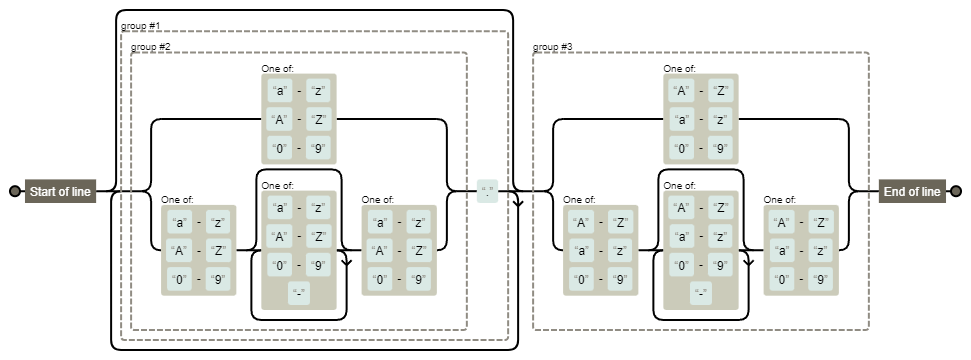 group #1
group #2
group #3
One of:
One of:
“a” - “z”
“A” - “Z”
“A” - “Z”
“a” - “z”
“0” - “9”
“0” - “9”
Start of line
“.”
End of line
One of:
One of:
One of:
One of:
One of:
One of:
“a” - “z”
“A” - “Z”
“0” - “9”
“a” - “z”
“A” - “Z”
“0” - “9”
“-”
“a” - “z”
“A” - “Z”
“0” - “9”
“A” - “Z”
“a” - “z”
“0” - “9”
“A” - “Z”
“a” - “z”
“0” - “9”
“-”
“A” - “Z”
“a” - “z”
“0” - “9”